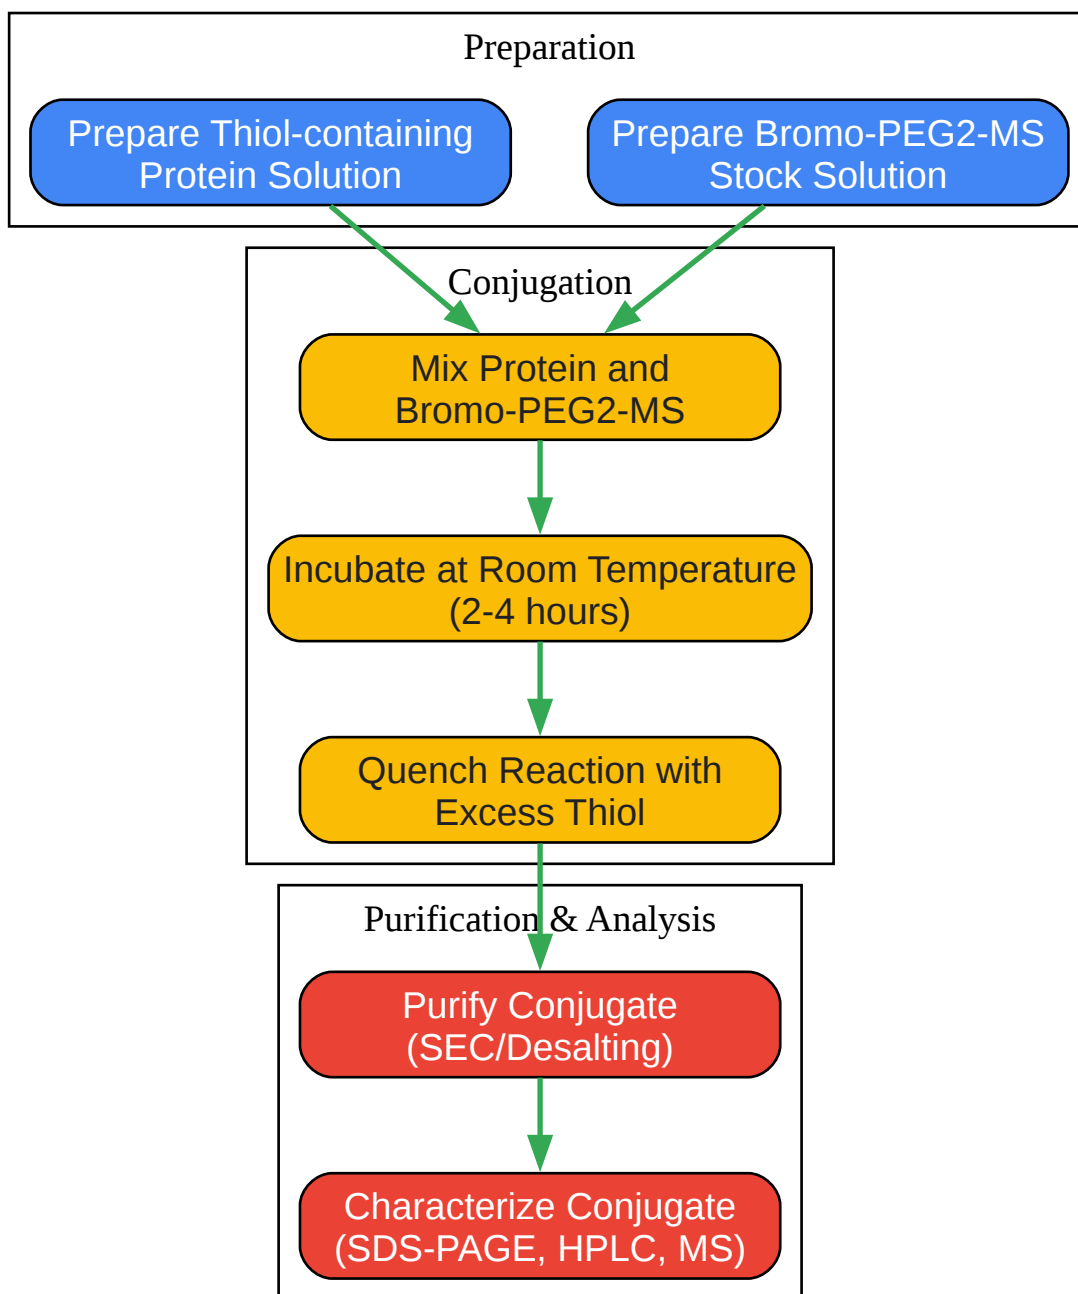 Preparation
Prepare Thiol-containing
Protein Solution
Prepare Bromo-PEG2-MS
Stock Solution
Conjugation
Mix Protein and
Bromo-PEG2-MS
Incubate at Room Temperature
(2-4 hours)
Quench Reaction with
Excess Thiol
Purification & Analysis
Purify Conjugate
(SEC/Desalting)
Characterize Conjugate
(SDS-PAGE, HPLC, MS)